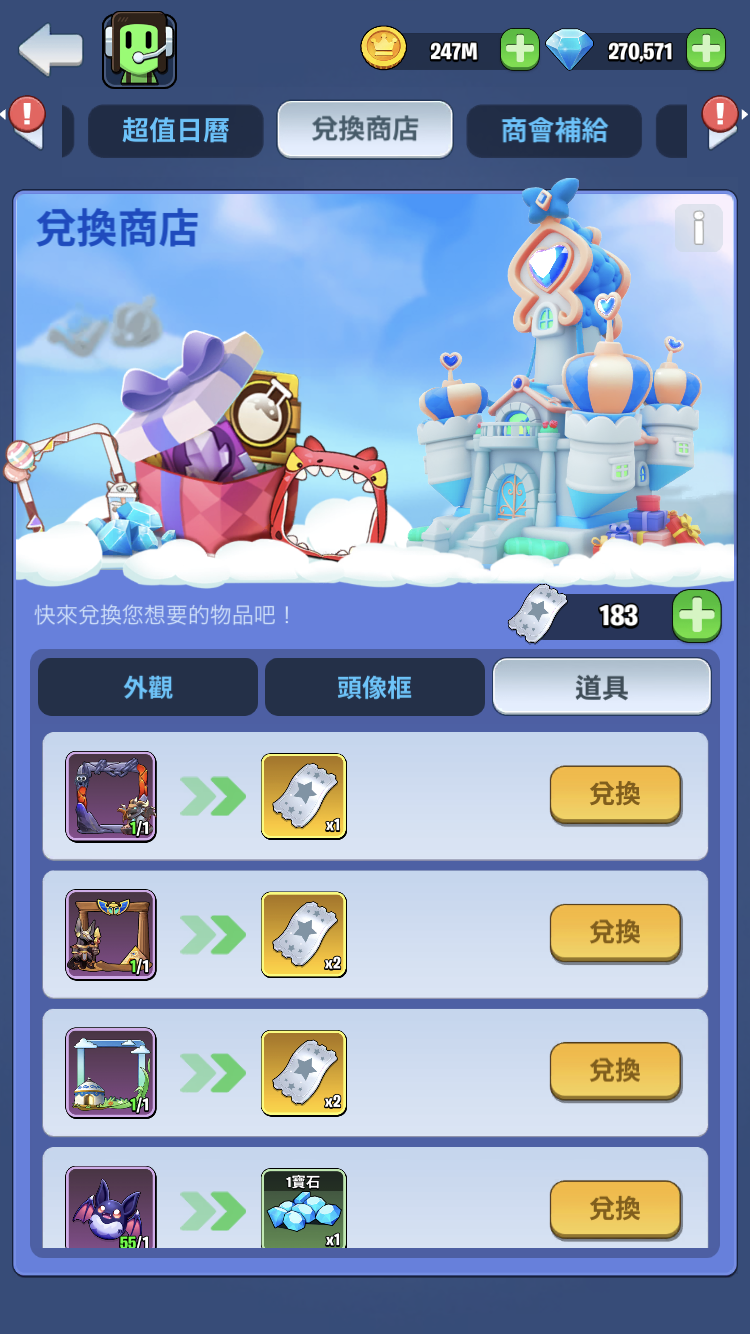 247M
270,571
超值日曆
兌換商店
商會補給
兌換商店
i
快來兌換您想要的物品吧！
183
外觀
頭像框
道具
1/1
x1
兌換
1/1
x2
兌換
1/1
x2
兌換
55/1
1寶石
x1
兌換